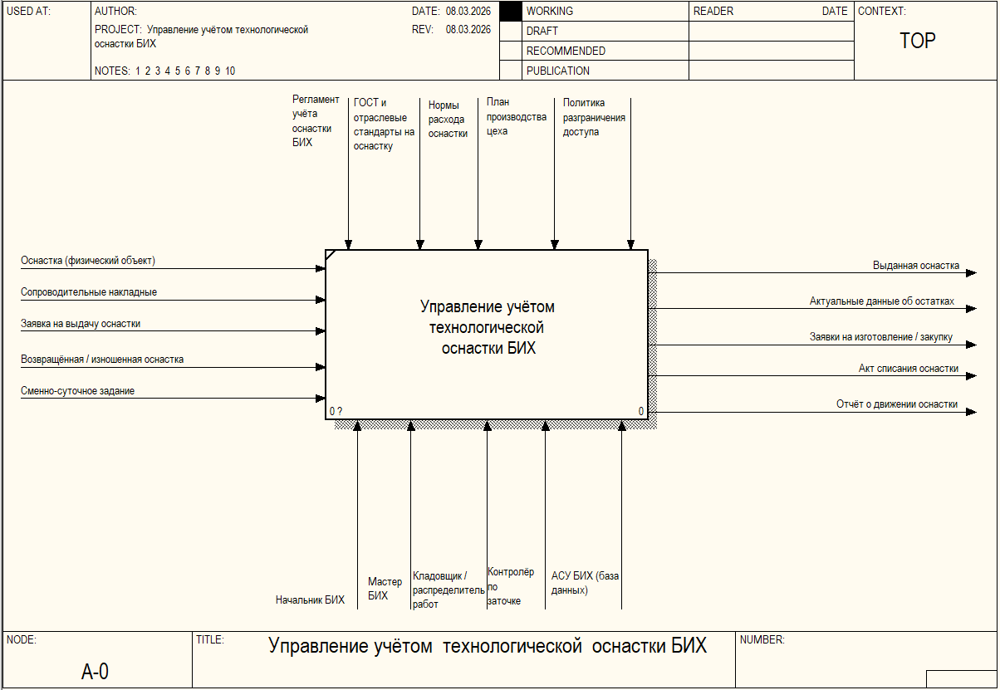 USED AT:
AUTHOR:
DATE: 08.03.2026
PROJECT: Управление учётом технологической
оснастки БИХ
REV: 08.03.2026
NOTES: 1 2 3 4 5 6 7 8 9 10
WORKING
DRAFT
RECOMMENDED
PUBLICATION
READER
DATE
CONTEXT:
TOP
Регламент
учёта
оснастки
БИХ
ГОСТ и
отраслевые
стандарты на
оснастку
Нормы
расхода
оснастки
План
производства
цеха
Политика
разграничения
доступа
Оснастка (физический объект)
Сопроводительные накладные
Заявка на выдачу оснастки
Возвращённая / изношенная оснастка
Сменно-суточное задание
Управление учётом
технологической
оснастки БИХ
0 ?
0
Выданная оснастка
Актуальные данные об остатках
Заявки на изготовление / закупку
Акт списания оснастки
Отчёт о движении оснастки
Начальник БИХ
Мастер
БИХ
Кладовщик /
распределитель
работ
Контролёр
по
заточке
АСУ БИХ (база
данных)
NODE:
A-0
TITLE:
Управление учётом технологической оснастки БИХ
NUMBER: